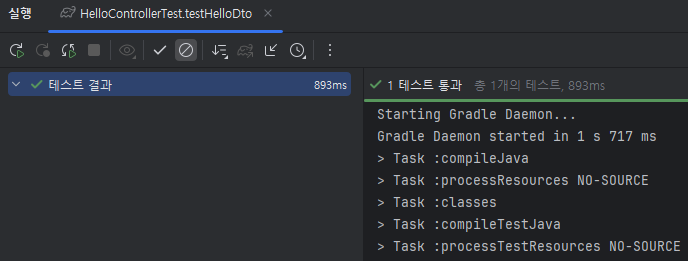 실행 HelloControllerTest.testHelloDto
테스트 결과 893ms
1 테스트 통과 총 1개의 테스트, 893ms
Starting Gradle Daemon...
Gradle Daemon started in 1 s 717 ms
> Task :compileJava
> Task :processResources NO-SOURCE
> Task :classes
> Task :compileTestJava
> Task :processTestResources NO-SOURCE